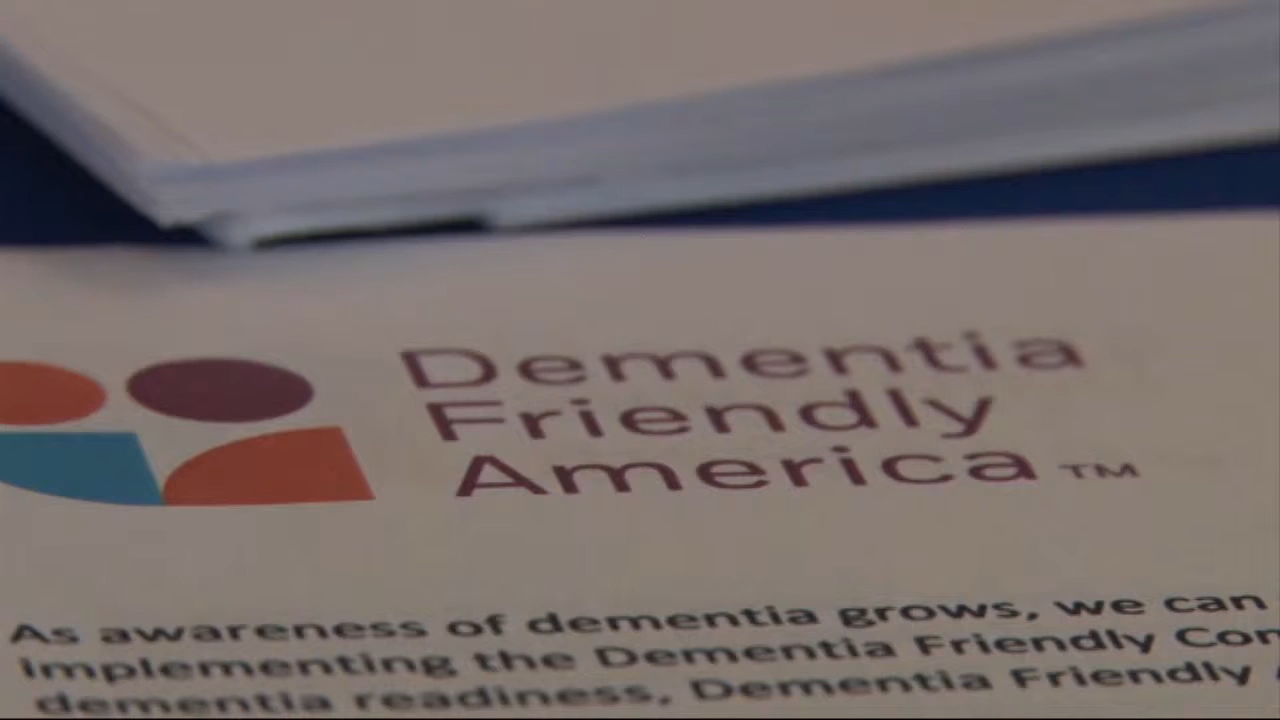 Dementia
Friendly
America ™
As awareness of dementia grows, we can
implementing the Dementia Friendly Com
dementia readiness, Dementia Friendly